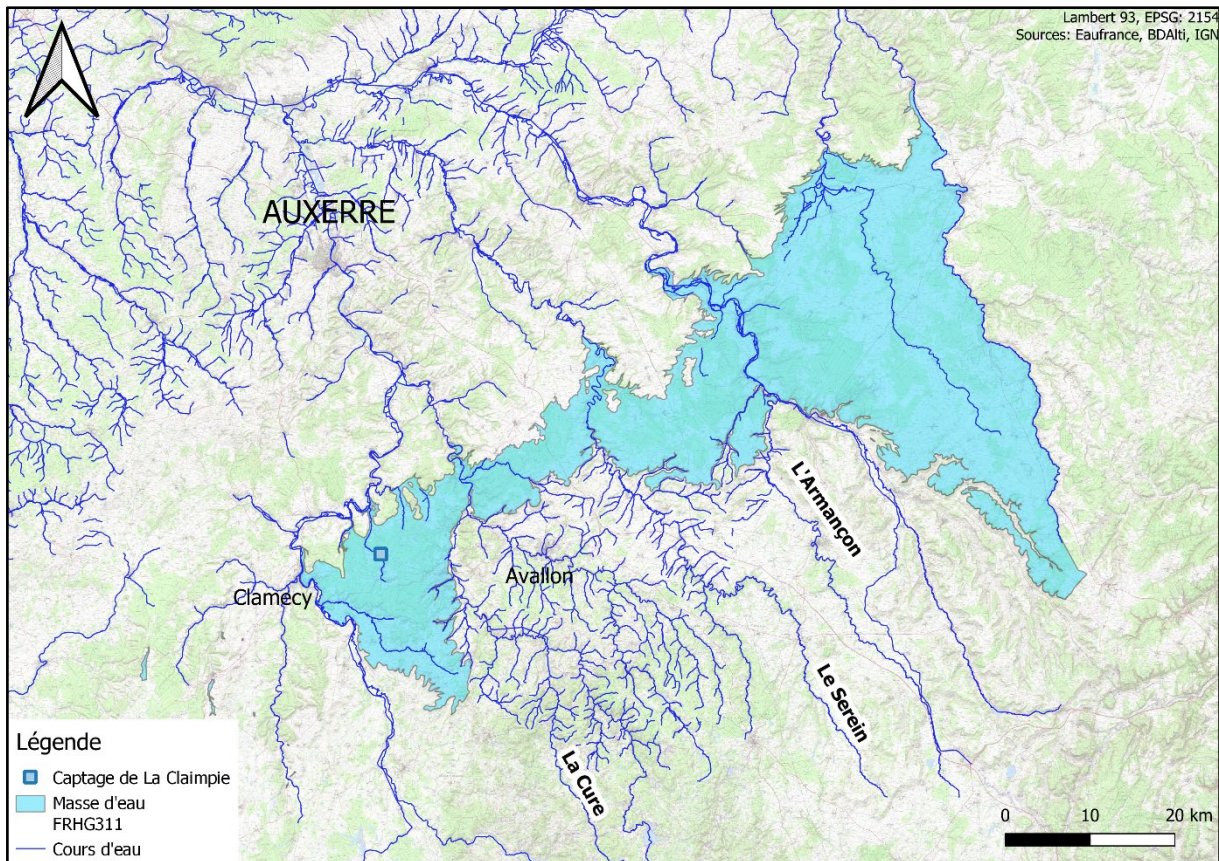 Lambert 93, EPSG: 2154
Sources: Eaufrance, BDAlti, IGN
AUXERRE
L'Armançon
Avallon
Clamecy
Le Serein
La Cure
Légende
Captage de La Claimpie
Masse d'eau
FRHG311
Cours d'eau
0 10 20 km